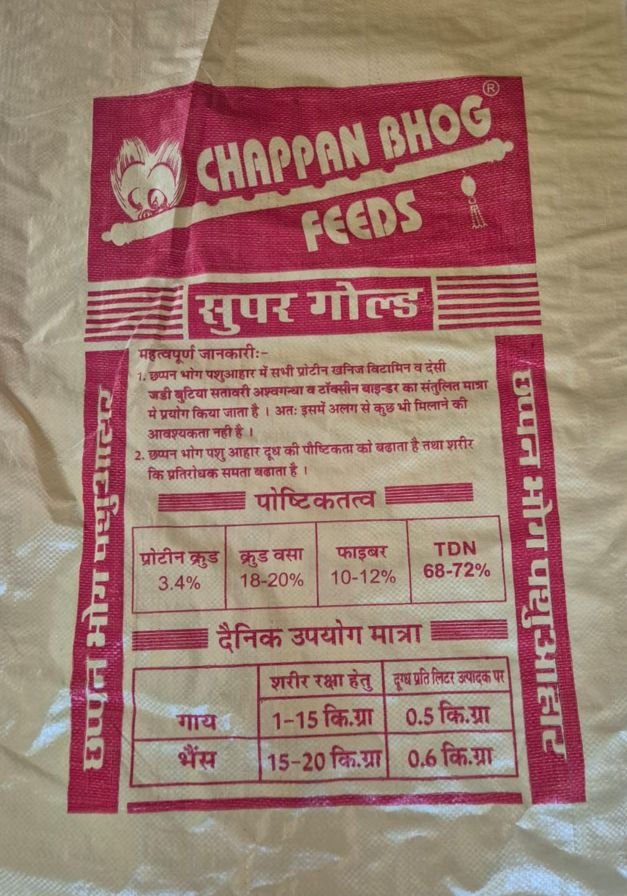 CHAPPAN BHOG ®
FEEDS
सुपर गोल्ड
महत्वपूर्ण जानकारी:-
1. छप्पन भोग पशुआहार में सभी प्रोटीन खनिज विटामिन व देसी
जडी बुटिया सतावरी अश्वगन्धा व टॉक्सीन बाइन्डर का संतुलित मात्रा
मे प्रयोग किया जाता है । अतः इसमें अलग से कुछ भी मिलाने की
आवश्यकता नही है ।
2. छप्पन भोग पशु आहार दूध की पौष्टिकता को बढाता है तथा शरीर
कि प्रतिरोधक समता बढाता है ।
पोष्टिकतत्व
प्रोटीन क्रुड क्रुड वसा फाइबर TDN
3.4% 18-20% 10-12% 68-72%
दैनिक उपयोग मात्रा
शरीर रक्षा हेतु दूग्ध प्रति लिटर उत्पादक पर
गाय 1-15 कि.ग्रा 0.5 कि.ग्रा
भैंस 15-20 कि.ग्रा 0.6 कि.ग्रा
छप्पन भोग पशुआहार
छप्पन भोग पशुआहार